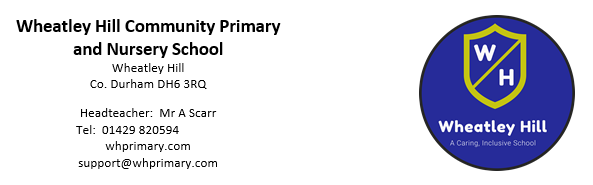 Wheatley Hill Community Primary
and Nursery School
Wheatley Hill
Co. Durham DH6 3RQ
Headteacher: Mr A Scarr
Tel: 01429 820594
whprimary.com
support@whprimary.com
W
H
Wheatley Hill
A Caring, Inclusive School